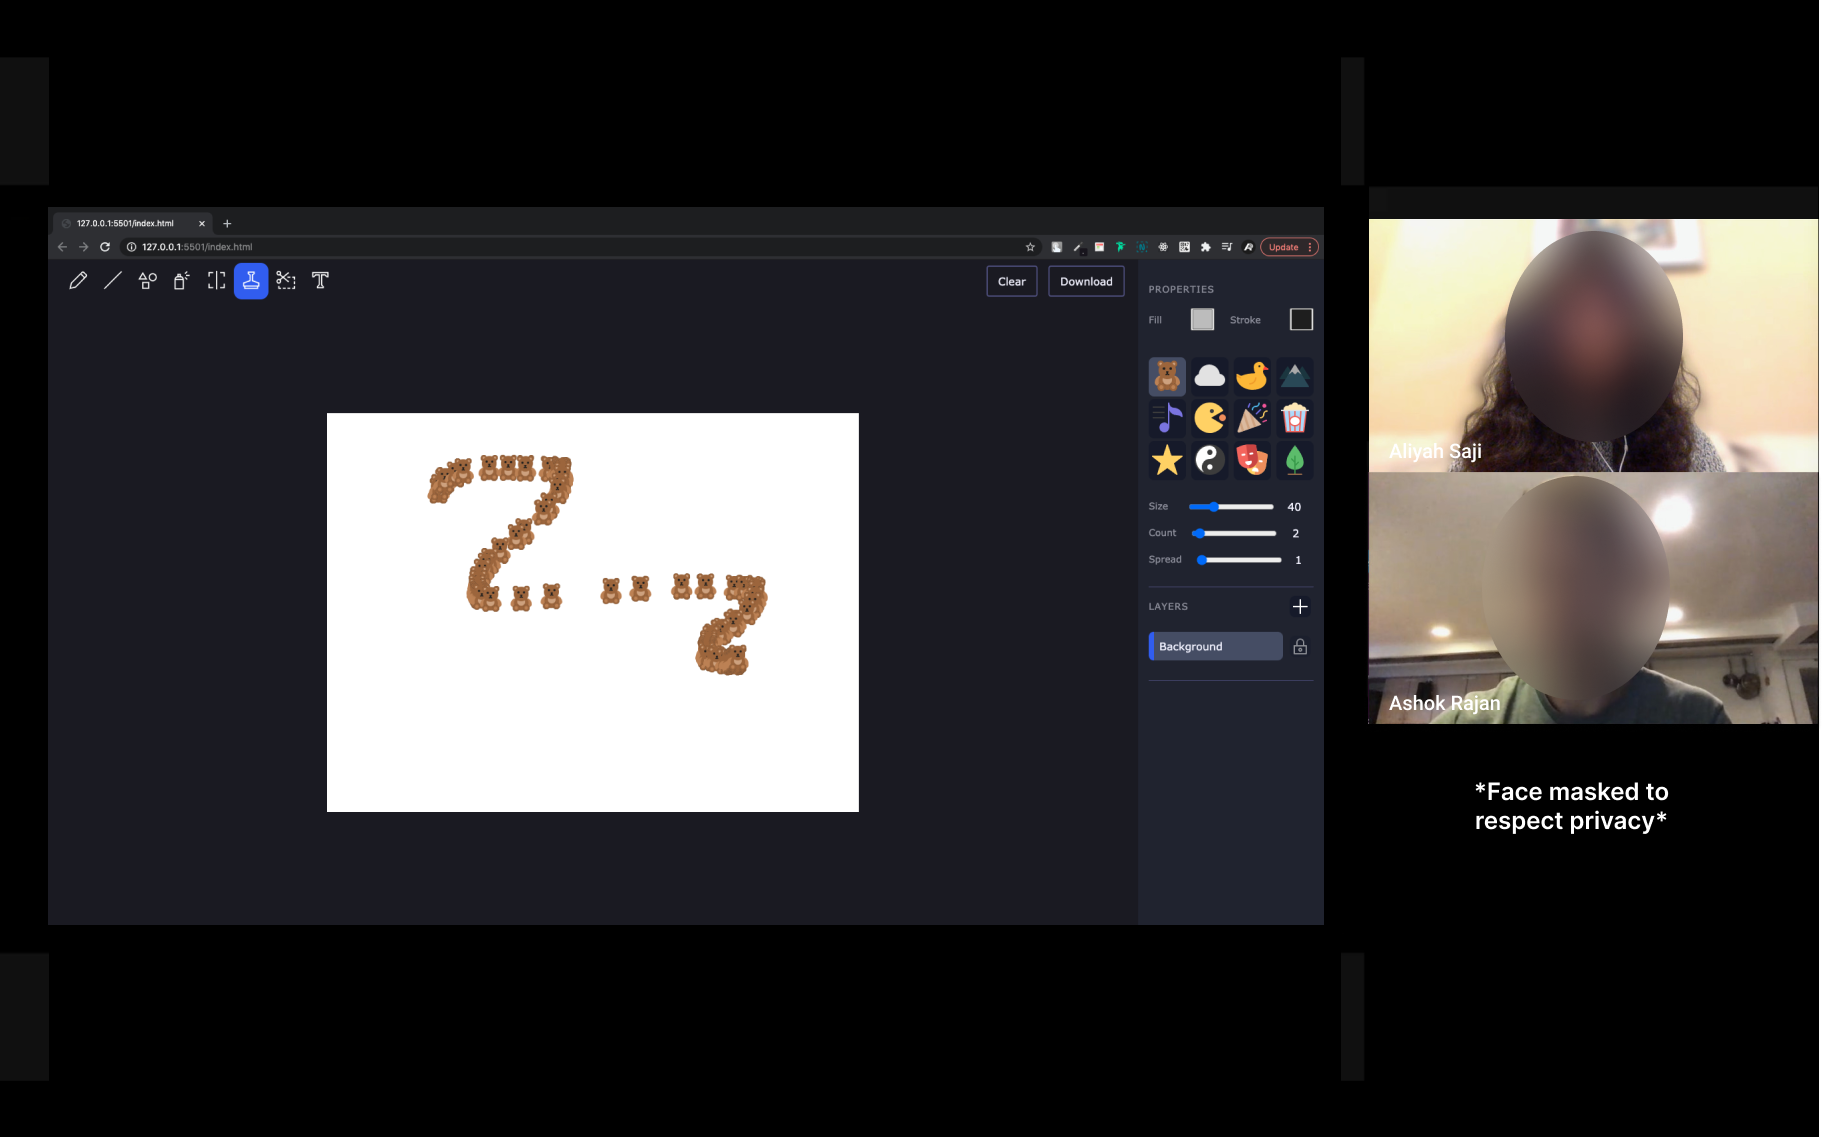 127.0.0.1:5501/index.html
127.0.0.1:5501/index.html
Update
Clear
Download
PROPERTIES
Fill
Stroke
Size
40
Count
2
Spread
1
LAYERS
Background
Aliyah Saji
Ashok Rajan
*Face masked to
respect privacy*